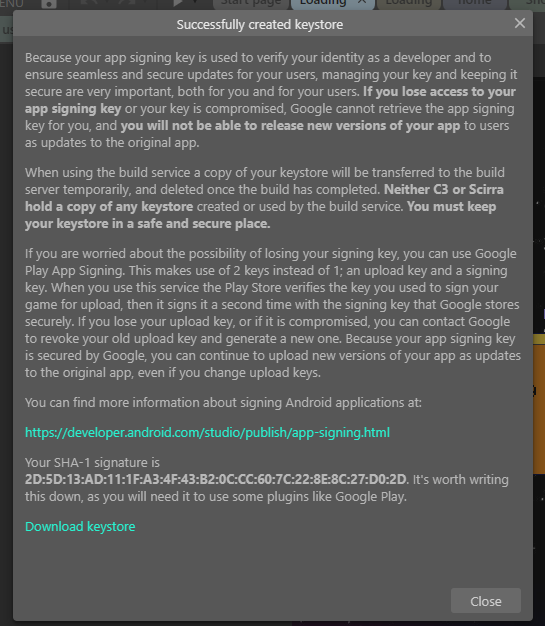 ENU
Start page
Loading
Loading
home
Successfully created keystore
Because your app signing key is used to verify your identity as a developer and to
ensure seamless and secure updates for your users, managing your key and keeping it
secure are very important, both for you and for your users. If you lose access to your
app signing key or your key is compromised, Google cannot retrieve the app signing
key for you, and you will not be able to release new versions of your app to users
as updates to the original app.
When using the build service a copy of your keystore will be transferred to the build
server temporarily, and deleted once the build has completed. Neither C3 or Scirra
hold a copy of any keystore created or used by the build service. You must keep
your keystore in a safe and secure place.
If you are worried about the possibility of losing your signing key, you can use Google
Play App Signing. This makes use of 2 keys instead of 1; an upload key and a signing
key. When you use this service the Play Store verifies the key you used to sign your
game for upload, then it signs it a second time with the signing key that Google stores
securely. If you lose your upload key, or if it is compromised, you can contact Google
to revoke your old upload key and generate a new one. Because your app signing key
is secured by Google, you can continue to upload new versions of your app as updates
to the original app, even if you change upload keys.
You can find more information about signing Android applications at:
https://developer.android.com/studio/publish/app-signing.html
Your SHA-1 signature is
2D:5D:13:AD:11:1F:A3:4F:43:B2:0C:CC:60:7C:22:8E:8C:27:D0:2D. It's worth writing
this down, as you will need it to use some plugins like Google Play.
Download keystore
Close